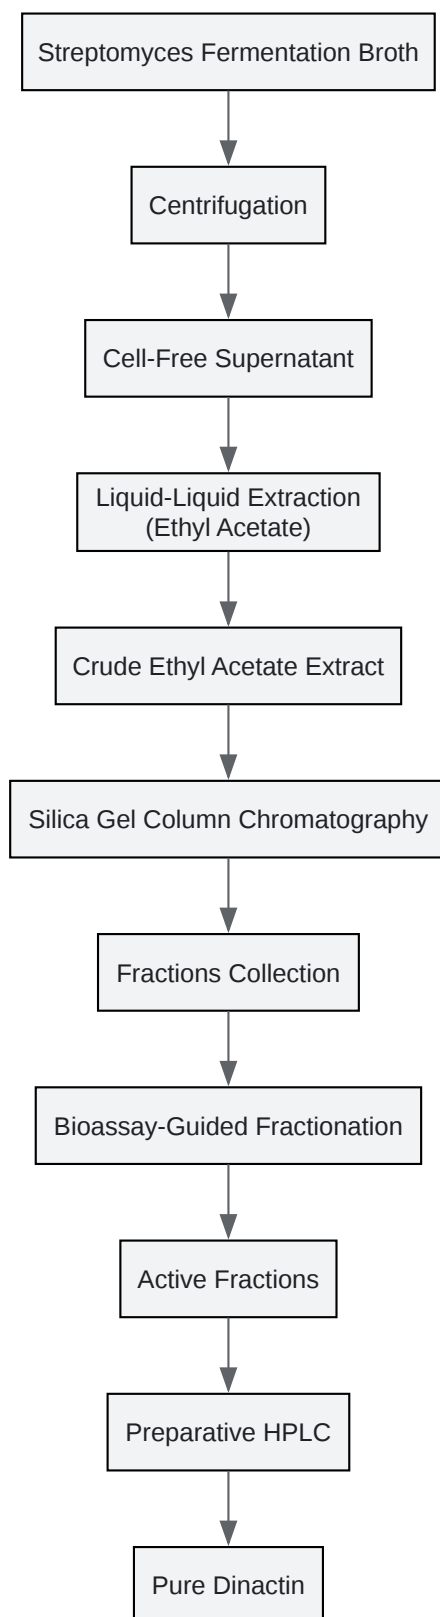 Streptomyces Fermentation Broth
Centrifugation
Cell-Free Supernatant
Liquid-Liquid Extraction
(Ethyl Acetate)
Crude Ethyl Acetate Extract
Silica Gel Column Chromatography
Fractions Collection
Bioassay-Guided Fractionation
Active Fractions
Preparative HPLC
Pure Dinactin